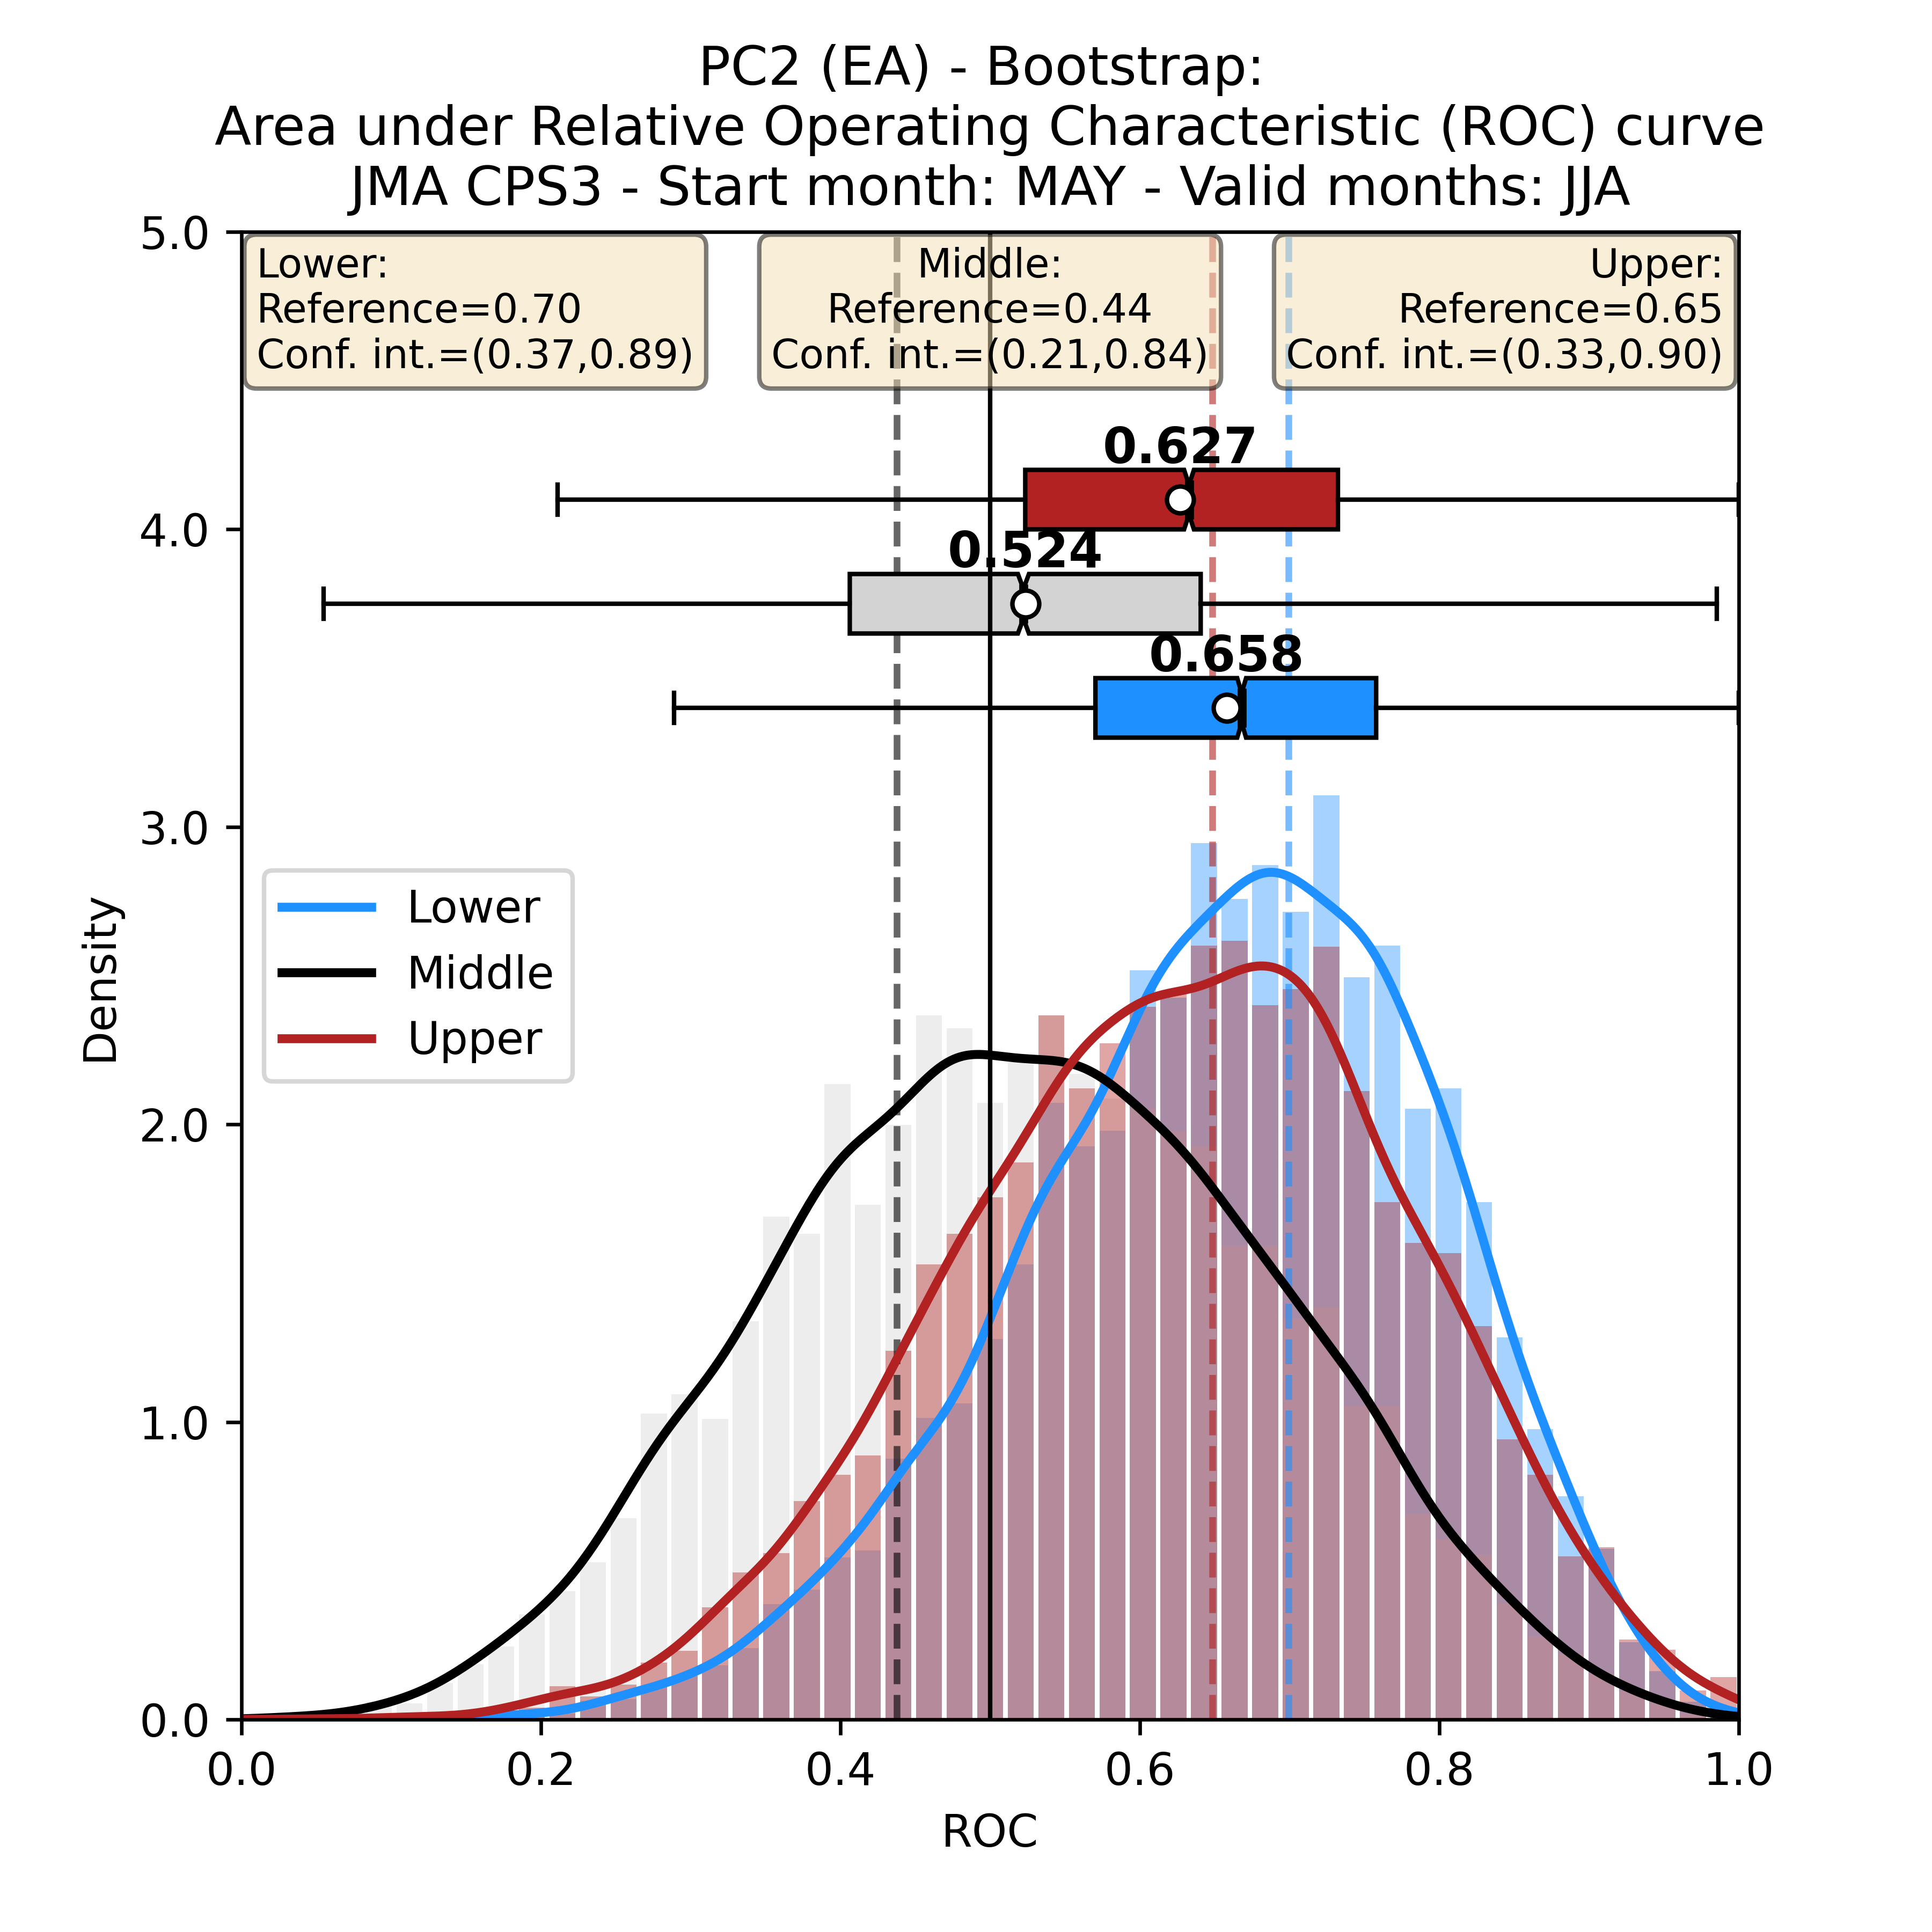 PC2 (EA) - Bootstrap:
Area under Relative Operating Characteristic (ROC) curve
JMA CPS3 - Start month: MAY - Valid months: JJA
Lower:
Reference=0.70
Conf. int.=(0.37,0.89)
Middle:
Reference=0.44
Conf. int.=(0.21,0.84)
Upper:
Reference=0.65
Conf. int.=(0.33,0.90)
0.627
0.524
0.658
5.0
4.0
3.0
2.0
1.0
0.0
Density
Lower
Middle
Upper
0.0 0.2 0.4 0.6 0.8 1.0
ROC